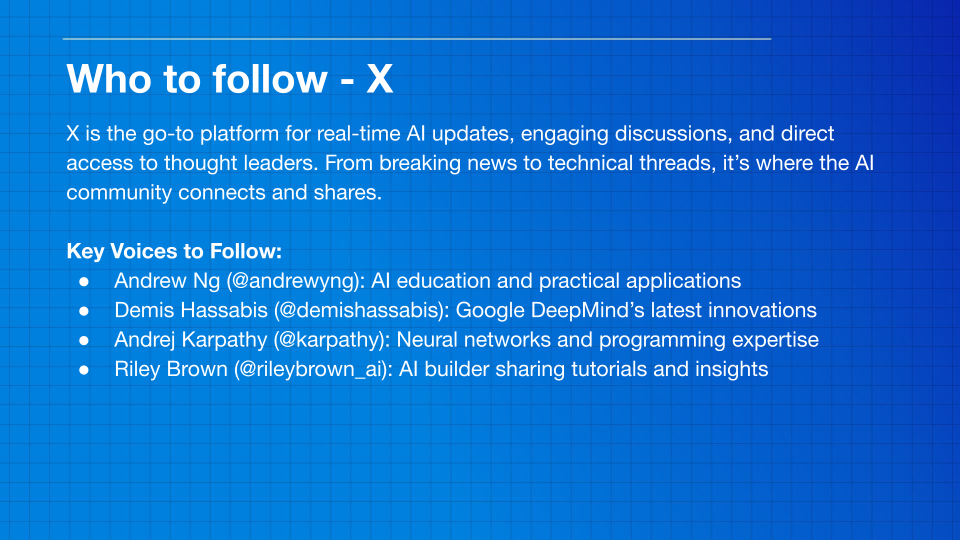 Who to follow - X
X is the go-to platform for real-time AI updates, engaging discussions, and direct
access to thought leaders. From breaking news to technical threads, it’s where the AI
community connects and shares.
Key Voices to Follow:
● Andrew Ng (@andrewyng): AI education and practical applications
● Demis Hassabis (@demishassabis): Google DeepMind’s latest innovations
● Andrej Karpathy (@karpathy): Neural networks and programming expertise
● Riley Brown (@rileybrown_ai): AI builder sharing tutorials and insights